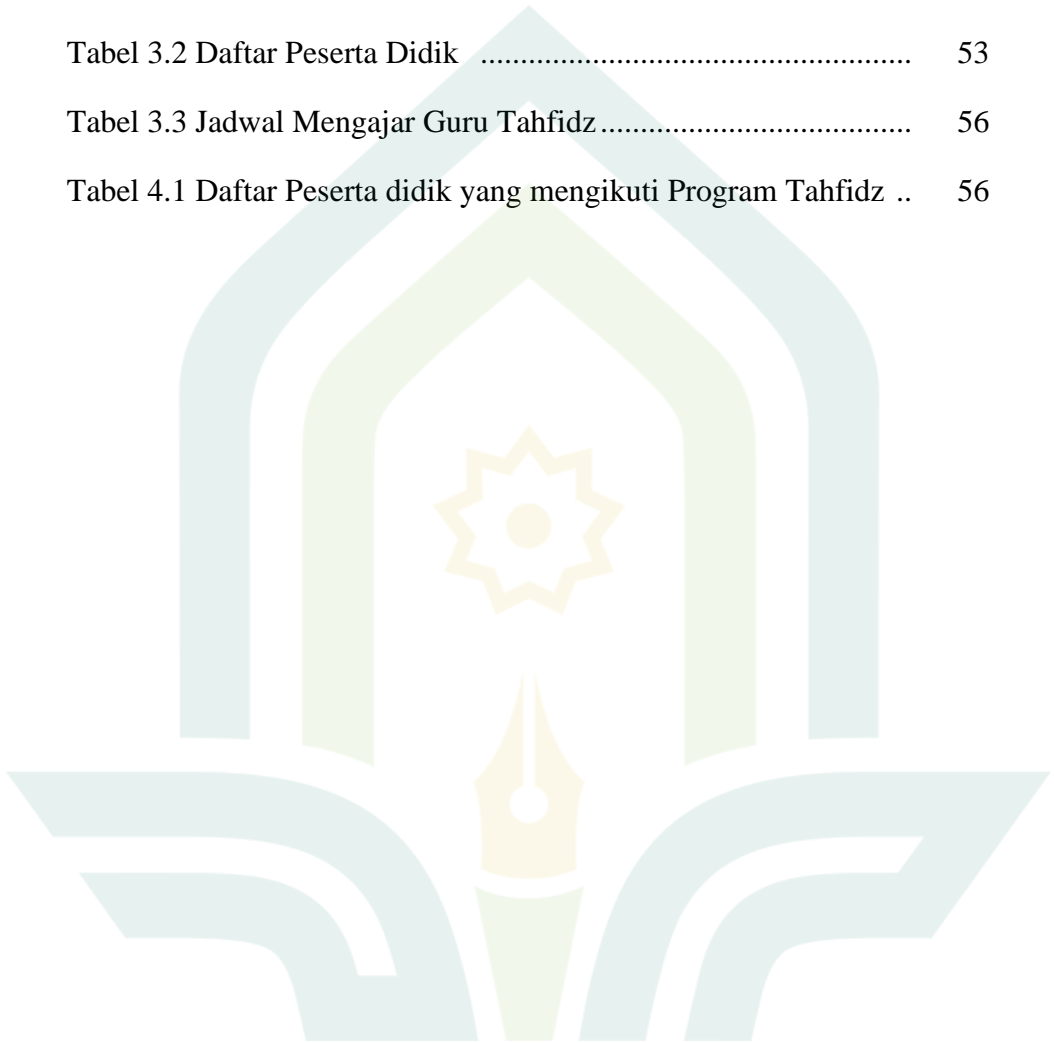 Tabel 3.2 Daftar Peserta Didik ....................................................... 53
Tabel 3.3 Jadwal Mengajar Guru Tahfidz........................................ 56
Tabel 4.1 Daftar Peserta didik yang mengikuti Program Tahfidz .. 56